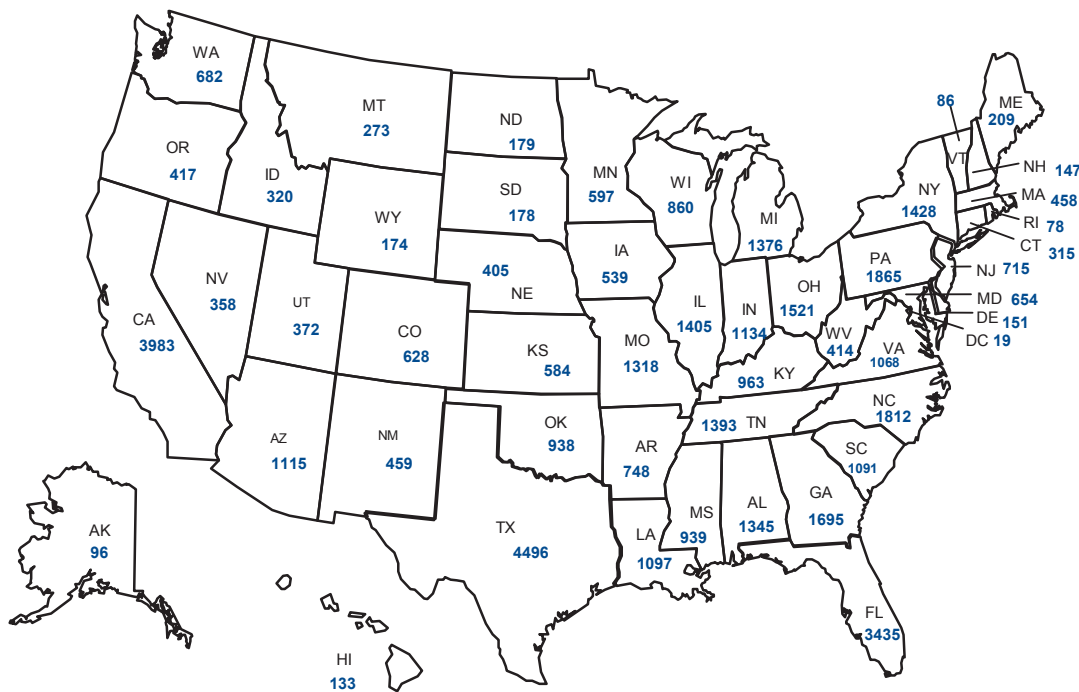 WA
682
MT
273
ND
179
86
ME
209
OR
417
ID
320
SD
178
MN
597
WI
860
MI
1376
VT
NH 147
NY
1428
MA 458
RI 78
CT 315
WY
174
IA
539
405
NE
PA
1865
NJ 715
MD 654
DE 151
DC 19
NV
358
UT
372
CO
628
CA
3983
IL
1405
IN
1134
OH
1521
WV
414
VA
1068
KS
584
MO
1318
963 KY
NC
1812
1393 TN
OK
938
AR
748
SC
1091
AZ
1115
NM
459
MS
939
AL
1345
GA
1695
TX
4496
LA
1097
AK
96
FL
3435
HI
133